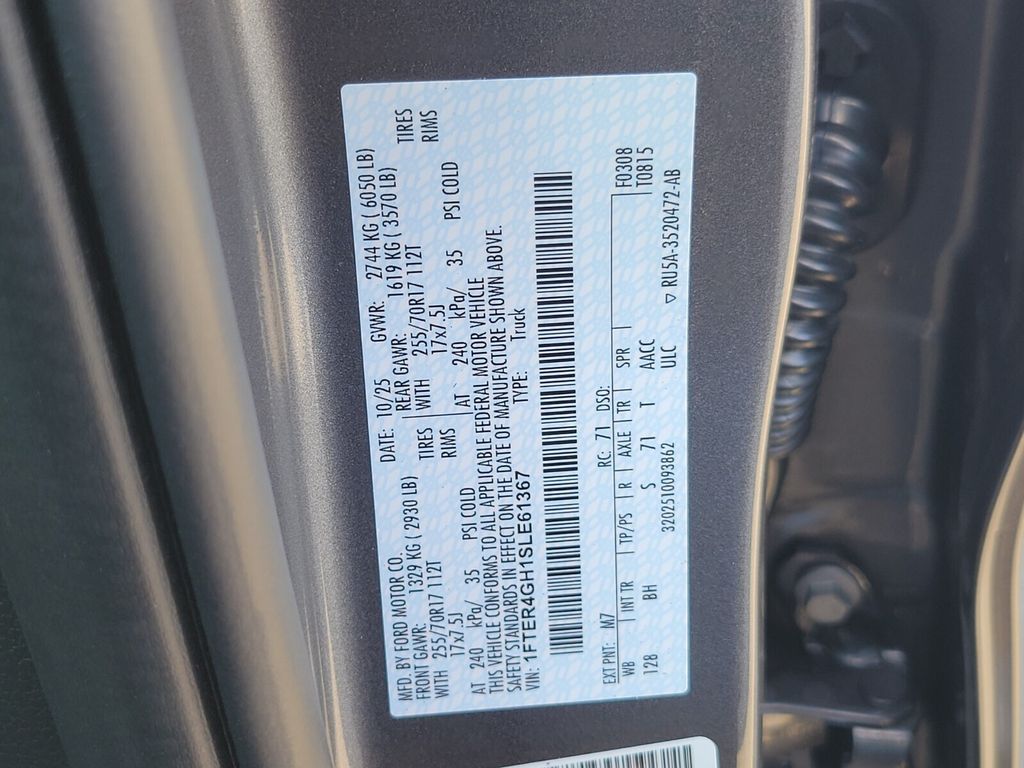 MFD. BY FORD MOTOR CO.
DATE: 10/25 GVWR: 2744 KG ( 6050 LB)
FRONT GAWR: 1329 KG ( 2930 LB) REAR GAWR: 1619 KG ( 3570 LB)
WITH 255/70R17 112T TIRES WITH 255/70R17 112T TIRES
17x7.5J RIMS 17x7.5J RIMS
AT 240 kPa/ 35 PSI COLD AT 240 kPa/ 35 PSI COLD
THIS VEHICLE CONFORMS TO ALL APPLICABLE FEDERAL MOTOR VEHICLE
SAFETY STANDARDS IN EFFECT ON THE DATE OF MANUFACTURE SHOWN ABOVE.
VIN: 1FTER4GH1SLE61367 TYPE: Truck
F0308
EXT PNT: M7 RC: 71 DSO: T0815
WB INT TR TP/PS R AXLE TR SPR
128 BH S 71 T AACC
ULC
3202510093862 ▽ RU5A-3520472-AB